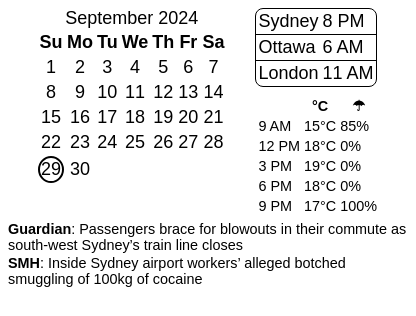 September 2024
Su Mo Tu We Th Fr Sa
1 2 3 4 5 6 7
8 9 10 11 12 13 14
15 16 17 18 19 20 21
22 23 24 25 26 27 28
29 30
Sydney 8 PM
Ottawa 6 AM
London 11 AM
°C ☂
9 AM 15°C 85%
12 PM 18°C 0%
3 PM 19°C 0%
6 PM 18°C 0%
9 PM 17°C 100%
Guardian: Passengers brace for blowouts in their commute as
south-west Sydney’s train line closes
SMH: Inside Sydney airport workers’ alleged botched
smuggling of 100kg of cocaine